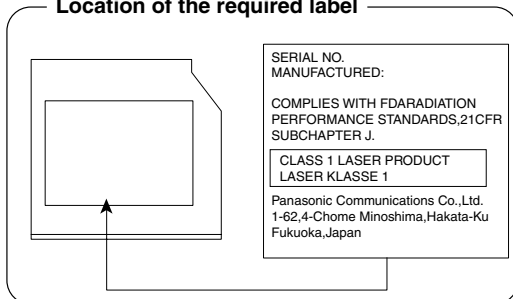 Location of the required label
SERIAL NO.
MANUFACTURED:
COMPLIES WITH FDARADIATION
PERFORMANCE STANDARDS,21CFR
SUBCHAPTER J.
CLASS 1 LASER PRODUCT
LASER KLASSE 1
Panasonic Communications Co.,Ltd.
1-62,4-Chome Minoshima,Hakata-Ku
Fukuoka,Japan